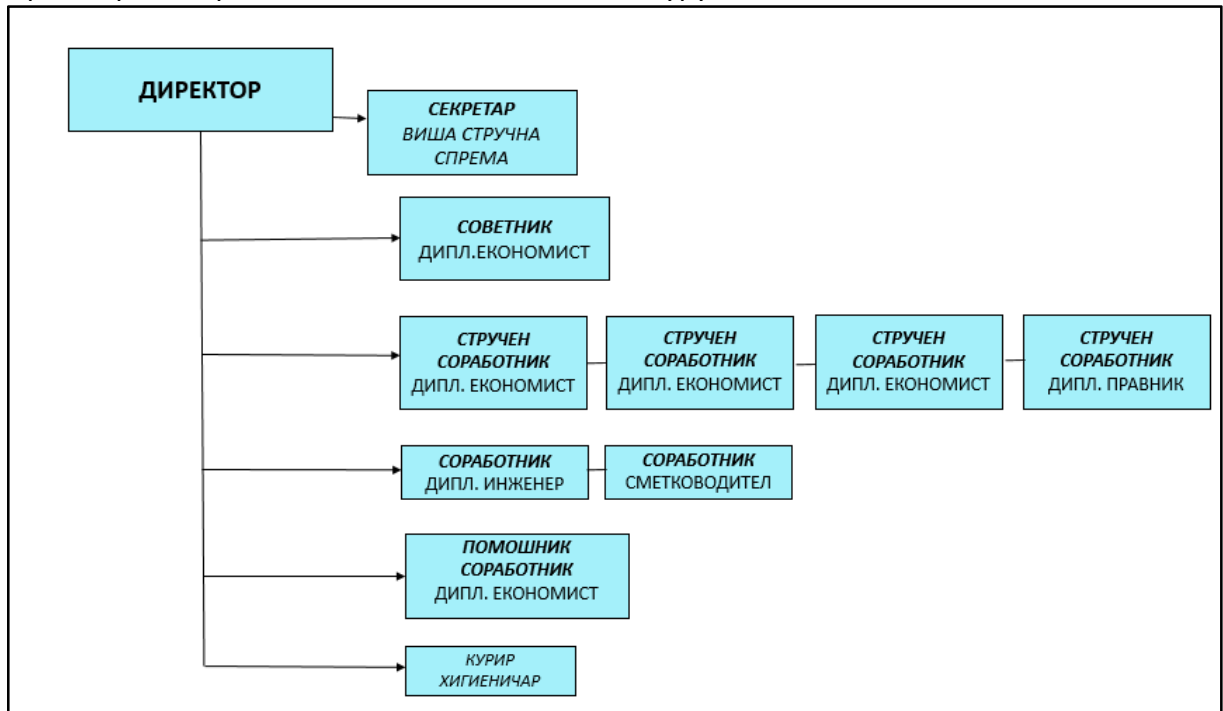 ДИРЕКТОР
СЕКРЕТАР
ВИША СТРУЧНА
СПРЕМА
СОВЕТНИК
ДИПЛ.ЕКОНОМИСТ
СТРУЧЕН
СОРАБОТНИК
ДИПЛ. ЕКОНОМИСТ
СТРУЧЕН
СОРАБОТНИК
ДИПЛ. ЕКОНОМИСТ
СТРУЧЕН
СОРАБОТНИК
ДИПЛ. ЕКОНОМИСТ
СТРУЧЕН
СОРАБОТНИК
ДИПЛ. ПРАВНИК
СОРАБОТНИК
ДИПЛ. ИНЖЕНЕР
СОРАБОТНИК
СМЕТКОВОДИТЕЛ
ПОМОШНИК
СОРАБОТНИК
ДИПЛ. ЕКОНОМИСТ
КУРИР
ХИГИЕНИЧАР